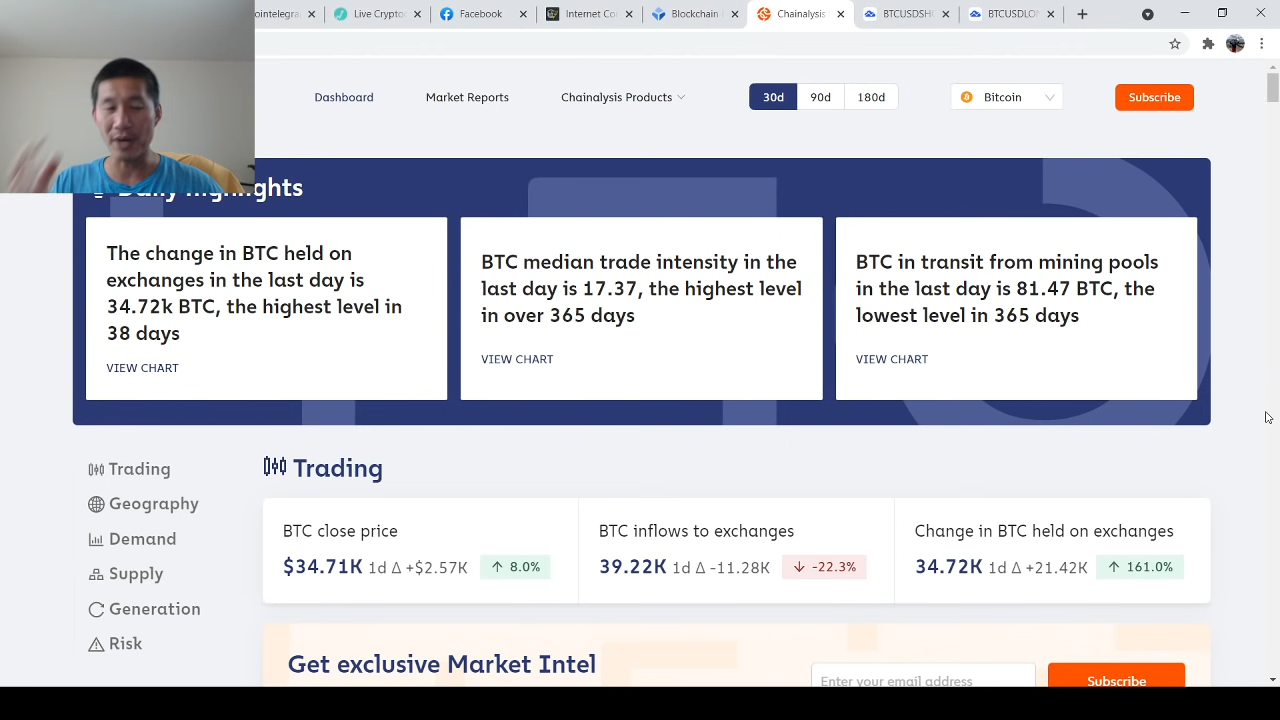 Live Crypto
Facebook
Blockchain
Chainalysis
Dashboard
Market Reports
Chainalysis Products
30d
90d
180d
Bitcoin
Subscribe
Daily highlights
The change in BTC held on
exchanges in the last day is
34.72k BTC, the highest level in
38 days
VIEW CHART
BTC median trade intensity in the
last day is 17.37, the highest level
in over 365 days
VIEW CHART
BTC in transit from mining pools
in the last day is 81.47 BTC, the
lowest level in 365 days
VIEW CHART
Trading
Geography
Demand
Supply
Generation
Risk
Trading
BTC close price
$34.71K 1d Δ +$2.57K ↑ 8.0%
BTC inflows to exchanges
39.22K 1d Δ -11.28K ↓ -22.3%
Change in BTC held on exchanges
34.72K 1d Δ +21.42K ↑ 161.0%
Get exclusive Market Intel
Enter your email address
Subscribe